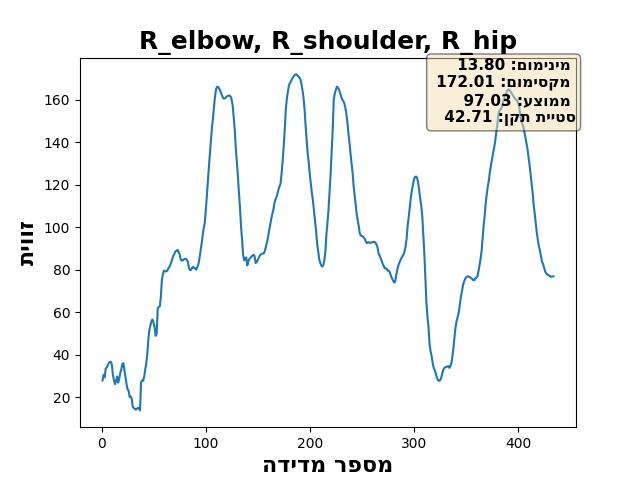 R_elbow, R_shoulder, R_hip
מינימום: 13.80
מקסימום: 172.01
ממוצע: 97.03
סטיית תקן: 42.71
160
140
120
100
80
60
40
20
זווית
0 100 200 300 400
מספר מדידה